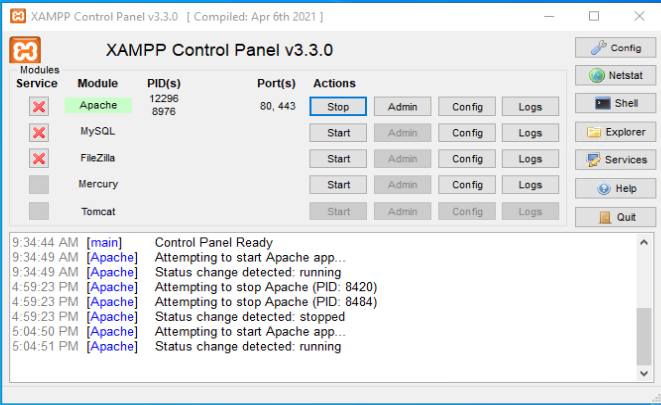 XAMPP Control Panel v3.3.0 [ Compiled: Apr 6th 2021 ]
XAMPP Control Panel v3.3.0
Config
Modules
Service Module PID(s) Port(s) Actions
Netstat
Apache 12296 8976 80, 443 Stop Admin Config Logs
Shell
MySQL Start Admin Config Logs
Explorer
FileZilla Start Admin Config Logs
Services
Mercury Start Admin Config Logs
Help
Tomcat Start Admin Config Logs
Quit
9:34:44 AM [main] Control Panel Ready
9:34:49 AM [Apache] Attempting to start Apache app...
9:34:49 AM [Apache] Status change detected: running
4:59:23 PM [Apache] Attempting to stop Apache (PID: 8420)
4:59:23 PM [Apache] Attempting to stop Apache (PID: 8484)
4:59:23 PM [Apache] Status change detected: stopped
5:04:50 PM [Apache] Attempting to start Apache app...
5:04:51 PM [Apache] Status change detected: running